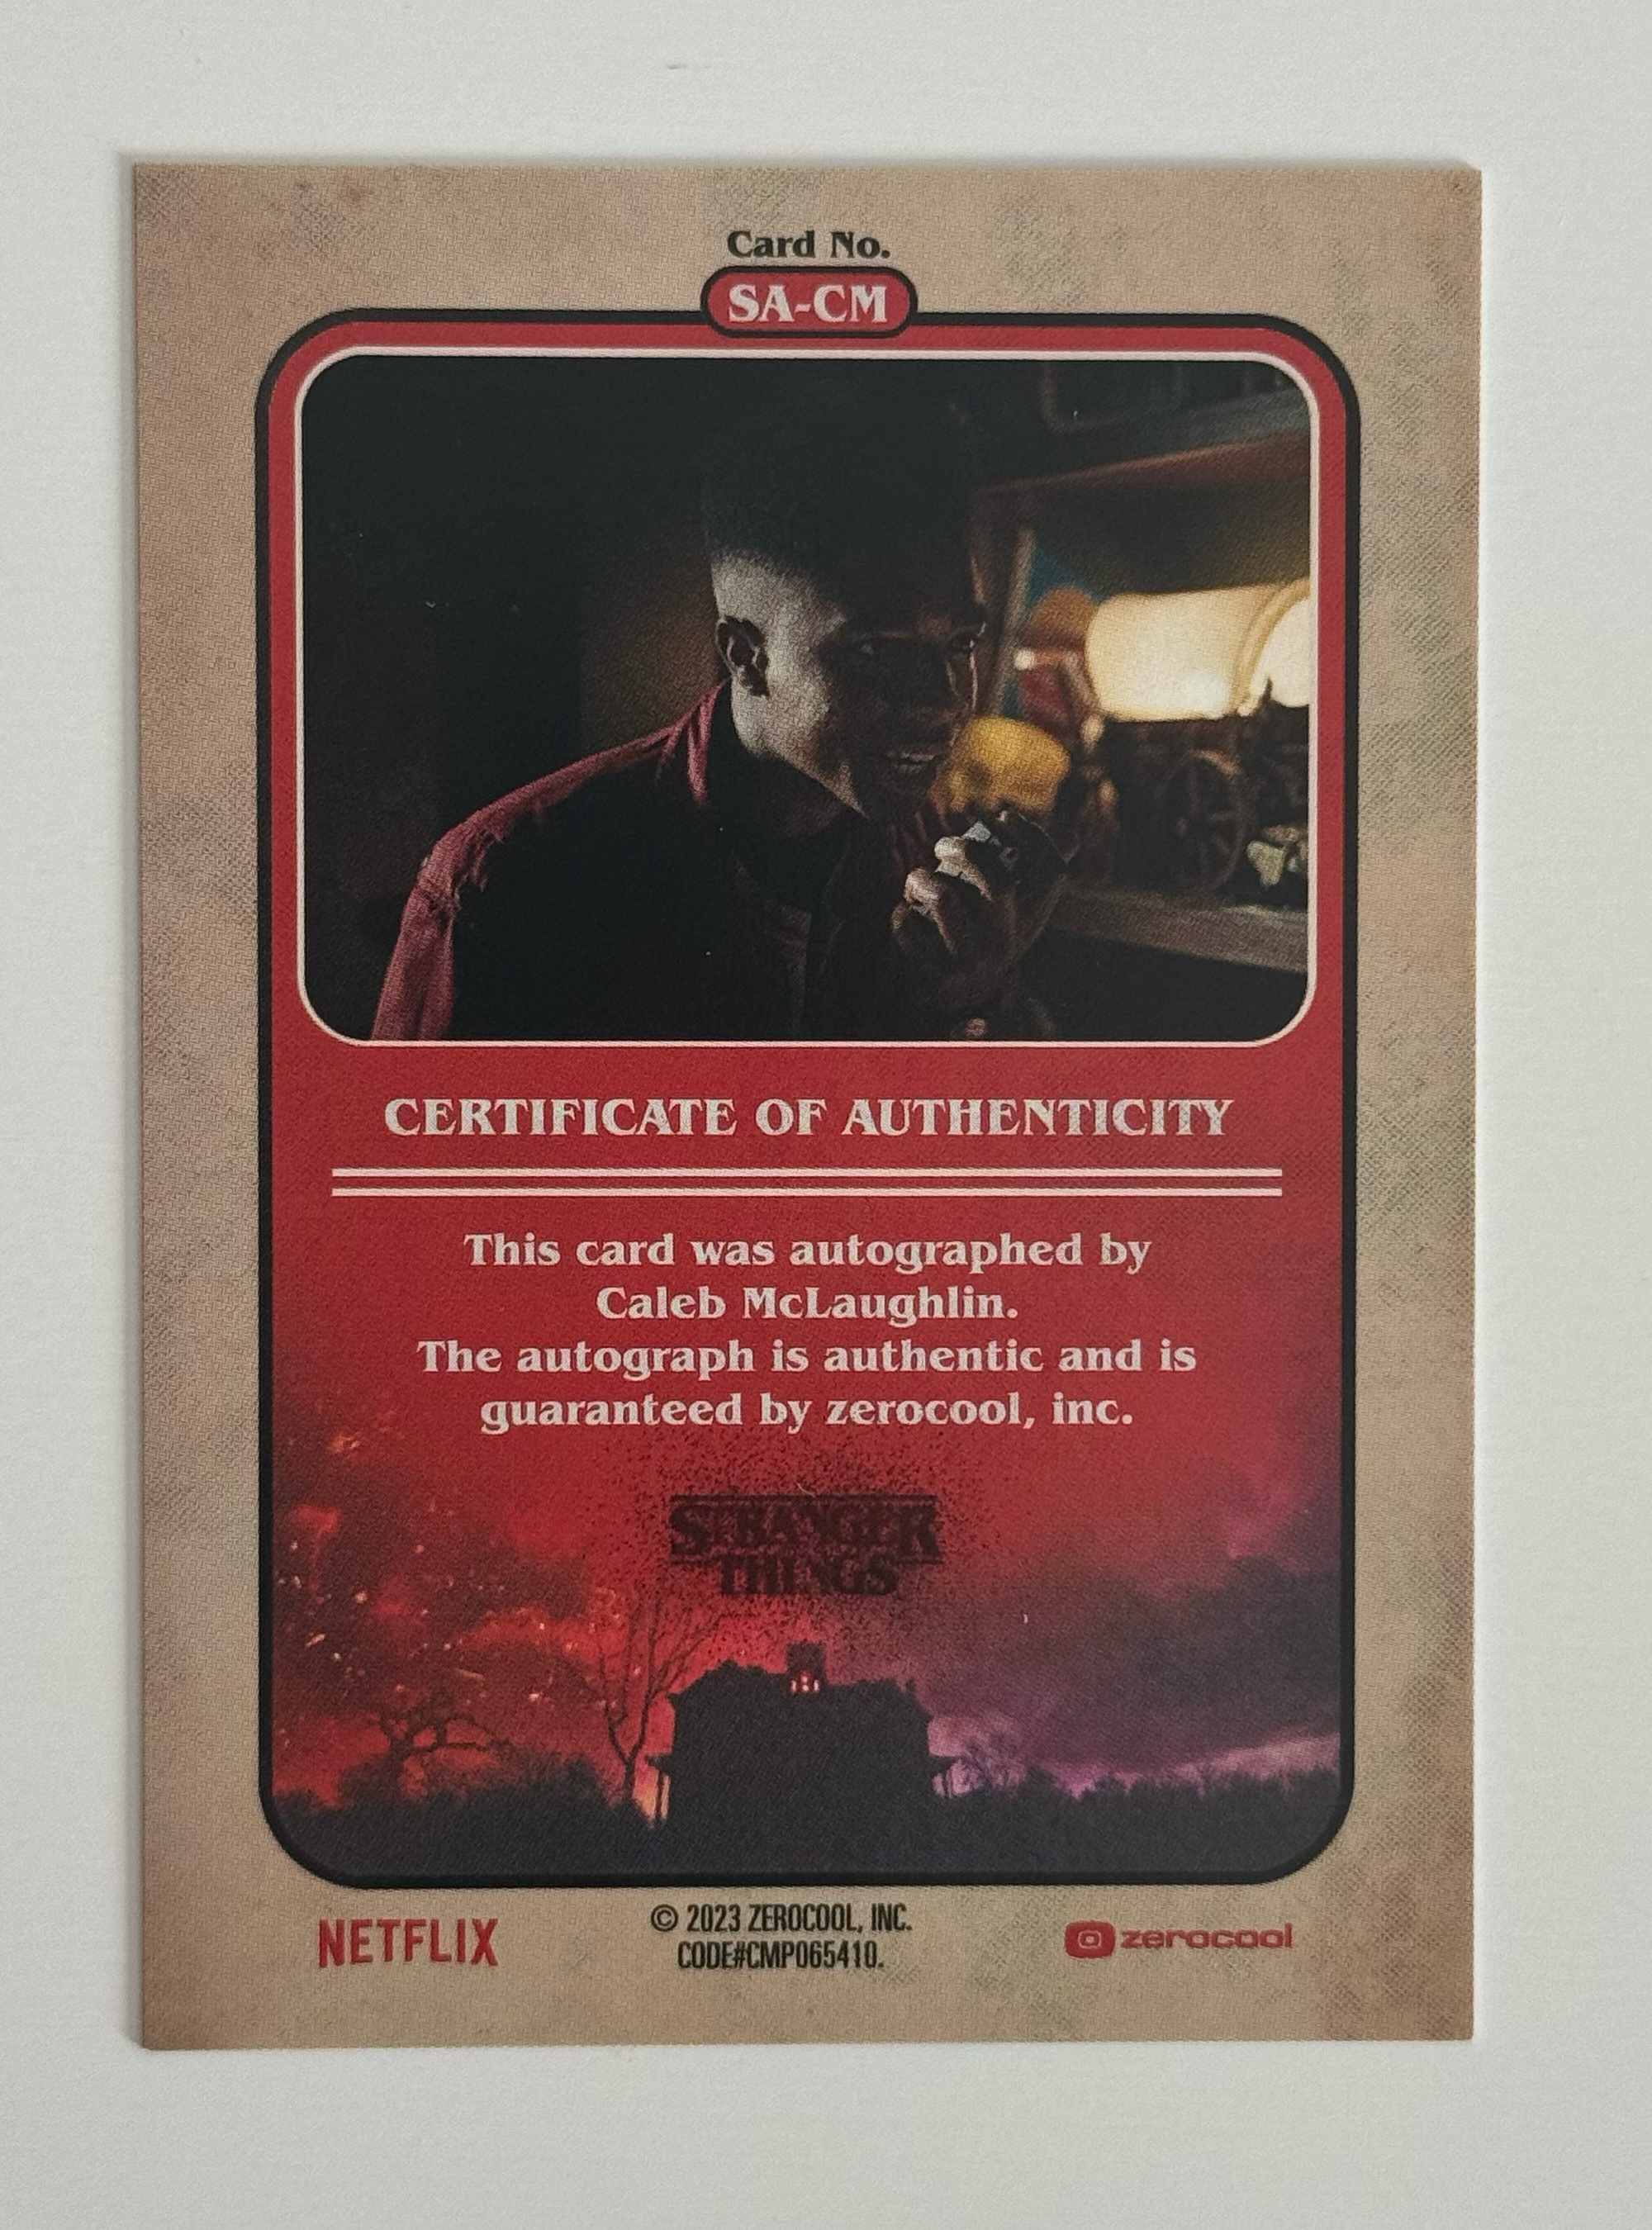 Card No.
SA-CM
CERTIFICATE OF AUTHENTICITY
This card was autographed by
Caleb McLaughlin.
The autograph is authentic and is
guaranteed by zerocool, inc.
STRANGER
THINGS
NETFLIX
© 2023 ZEROCOOL, INC.
CODE#CMP065410.
zerocool